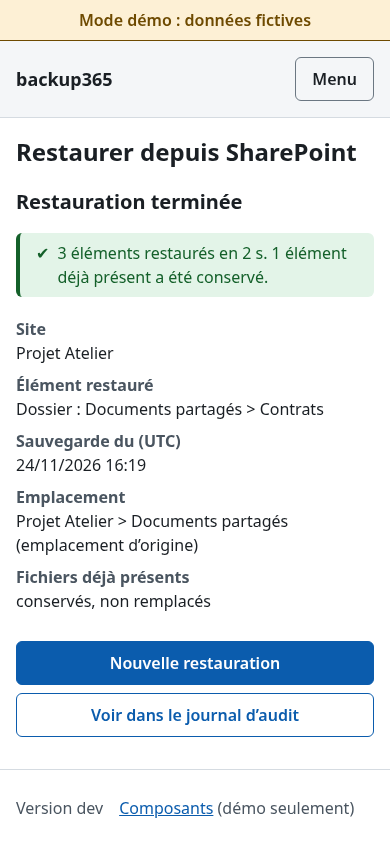 Mode démo : données fictives
backup365
Menu
Restaurer depuis SharePoint
Restauration terminée
✔ 3 éléments restaurés en 2 s. 1 élément
déjà présent a été conservé.
Site
Projet Atelier
Élément restauré
Dossier : Documents partagés > Contrats
Sauvegarde du (UTC)
24/11/2026 16:19
Emplacement
Projet Atelier > Documents partagés
(emplacement d’origine)
Fichiers déjà présents
conservés, non remplacés
Nouvelle restauration
Voir dans le journal d’audit
Version dev Composants (démo seulement)